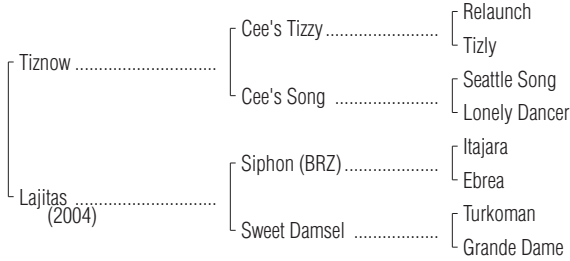 Relaunch
Cee's Tizzy
Tizly
Tiznow
Seattle Song
Cee's Song
Lonely Dancer
Itajara
Siphon (BRZ)
Ebrea
Lajitas
(2004)
Turkoman
Sweet Damsel
Grande Dame